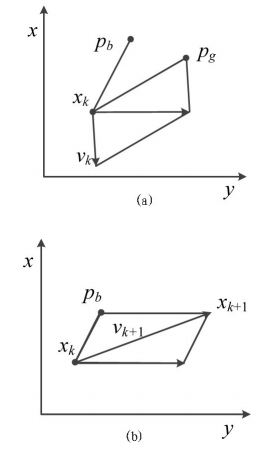 x
p_b
p_g
x_k
v_k
y
(a)
x
p_b
x_{k+1}
v_{k+1}
x_k
y
(b)